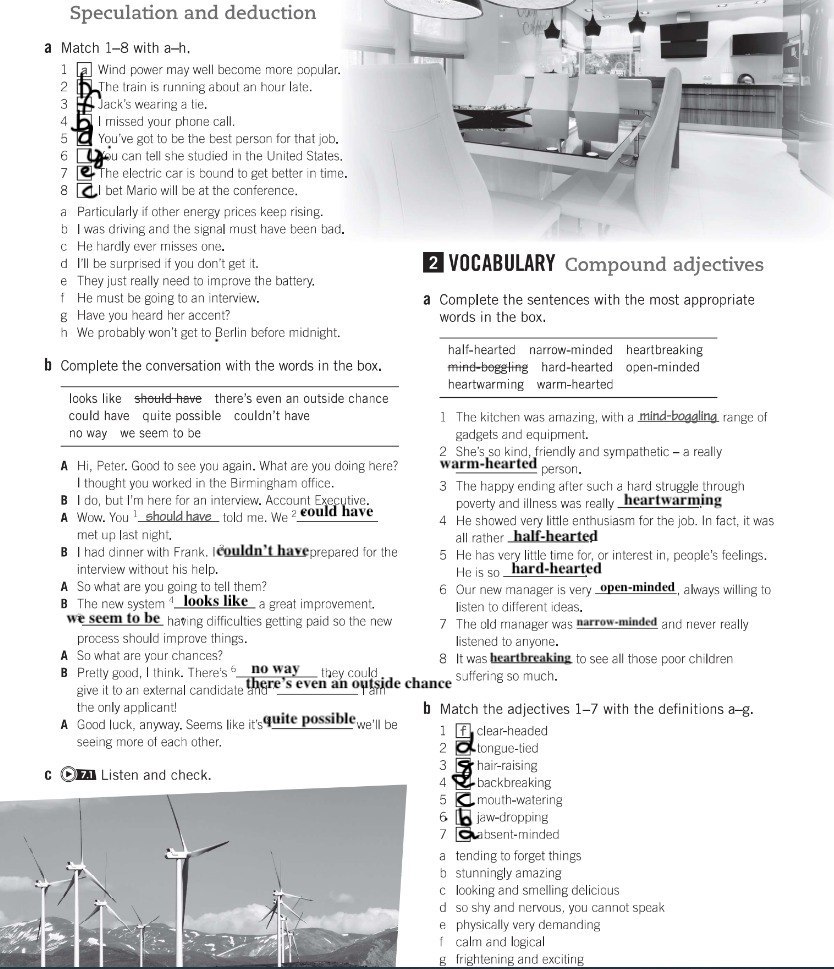 Speculation and deduction
a Match 1–8 with a–h.
1 a Wind power may well become more popular.
2 h The train is running about an hour late.
3 f Jack's wearing a tie.
4 b I missed your phone call.
5 d You've got to be the best person for that job.
6 g You can tell she studied in the United States.
7 e The electric car is bound to get better in time.
8 c I bet Mario will be at the conference.
a Particularly if other energy prices keep rising.
b I was driving and the signal must have been bad.
c He hardly ever misses one.
d I'll be surprised if you don't get it.
e They just really need to improve the battery.
f He must be going to an interview.
g Have you heard her accent?
h We probably won't get to Berlin before midnight.
b Complete the conversation with the words in the box.
looks like should have there's even an outside chance
could have quite possible couldn't have
no way we seem to be
A Hi, Peter. Good to see you again. What are you doing here?
I thought you worked in the Birmingham office.
B I do, but I'm here for an interview. Account Executive.
A Wow. You 1 should have told me. We 2 could have
met up last night.
B I had dinner with Frank. I couldn't have prepared for the
interview without his help.
A So what are you going to tell them?
B The new system 4 looks like a great improvement.
we seem to be having difficulties getting paid so the new
process should improve things.
A So what are your chances?
B Pretty good, I think. There's 6 no way they could
give it to an external candidate and there's even an outside chance I am
the only applicant!
A Good luck, anyway. Seems like it's quite possible we'll be
seeing more of each other.
c 7.1 Listen and check.
2 VOCABULARY Compound adjectives
a Complete the sentences with the most appropriate
words in the box.
half-hearted narrow-minded heartbreaking
mind-boggling hard-hearted open-minded
heartwarming warm-hearted
1 The kitchen was amazing, with a mind-boggling range of
gadgets and equipment.
2 She's so kind, friendly and sympathetic – a really
warm-hearted person.
3 The happy ending after such a hard struggle through
poverty and illness was really heartwarming
4 He showed very little enthusiasm for the job. In fact, it was
all rather half-hearted
5 He has very little time for, or interest in, people's feelings.
He is so hard-hearted
6 Our new manager is very open-minded, always willing to
listen to different ideas.
7 The old manager was narrow-minded and never really
listened to anyone.
8 It was heartbreaking to see all those poor children
suffering so much.
b Match the adjectives 1–7 with the definitions a–g.
1 f clear-headed
2 d tongue-tied
3 g hair-raising
4 e backbreaking
5 c mouth-watering
6 b jaw-dropping
7 a absent-minded
a tending to forget things
b stunningly amazing
c looking and smelling delicious
d so shy and nervous, you cannot speak
e physically very demanding
f calm and logical
g frightening and exciting